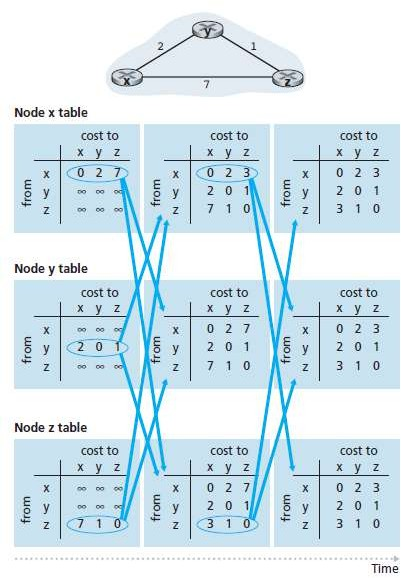 y
2 1
x z
7
Node x table
cost to cost to cost to
x y z x y z x y z
x 0 2 7 x 0 2 3 x 0 2 3
from y ∞ ∞ ∞ from y 2 0 1 from y 2 0 1
z ∞ ∞ ∞ z 7 1 0 z 3 1 0
Node y table
cost to cost to cost to
x y z x y z x y z
x ∞ ∞ ∞ x 0 2 7 x 0 2 3
from y 2 0 1 from y 2 0 1 from y 2 0 1
z ∞ ∞ ∞ z 7 1 0 z 3 1 0
Node z table
cost to cost to cost to
x y z x y z x y z
x ∞ ∞ ∞ x 0 2 7 x 0 2 3
from y ∞ ∞ ∞ from y 2 0 1 from y 2 0 1
z 7 1 0 z 3 1 0 z 3 1 0
Time